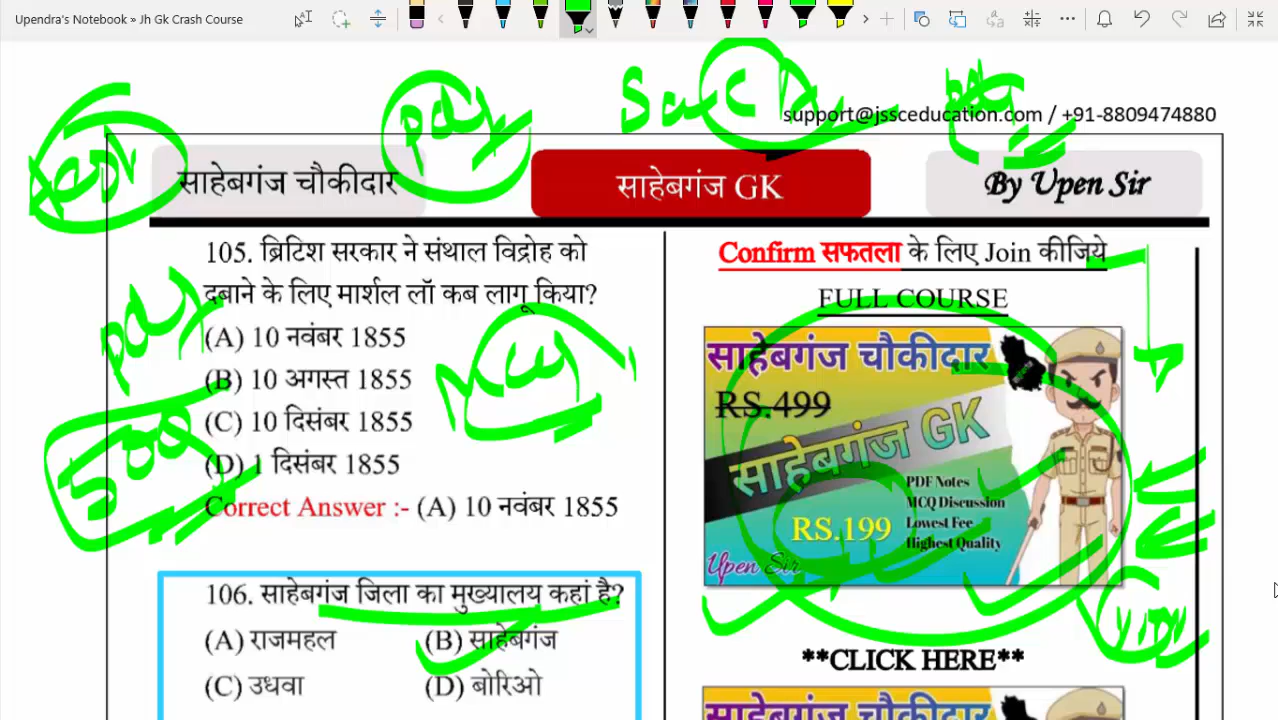 Upendra's Notebook » Jh Gk Crash Course
support@jssceducation.com / +91-8809474880
साहेबगंज चौकीदार
साहेबगंज GK
By Upen Sir
pdf
105. ब्रिटिश सरकार ने संथाल विद्रोह को
दबाने के लिए मार्शल लॉ कब लागू किया?
(A) 10 नवंबर 1855
(B) 10 अगस्त 1855
(C) 10 दिसंबर 1855
(D) 1 दिसंबर 1855
Correct Answer :- (A) 10 नवंबर 1855
106. साहेबगंज जिला का मुख्यालय कहां है?
(A) राजमहल (B) साहेबगंज
(C) उधवा (D) बोरिओ
Confirm सफतला के लिए Join कीजिये
FULL COURSE
साहेबगंज चौकीदार
RS.499
साहेबगंज GK
PDF Notes
MCQ Discussion
RS.199
Lowest Fee
Highest Quality
Upen Sir
**CLICK HERE**